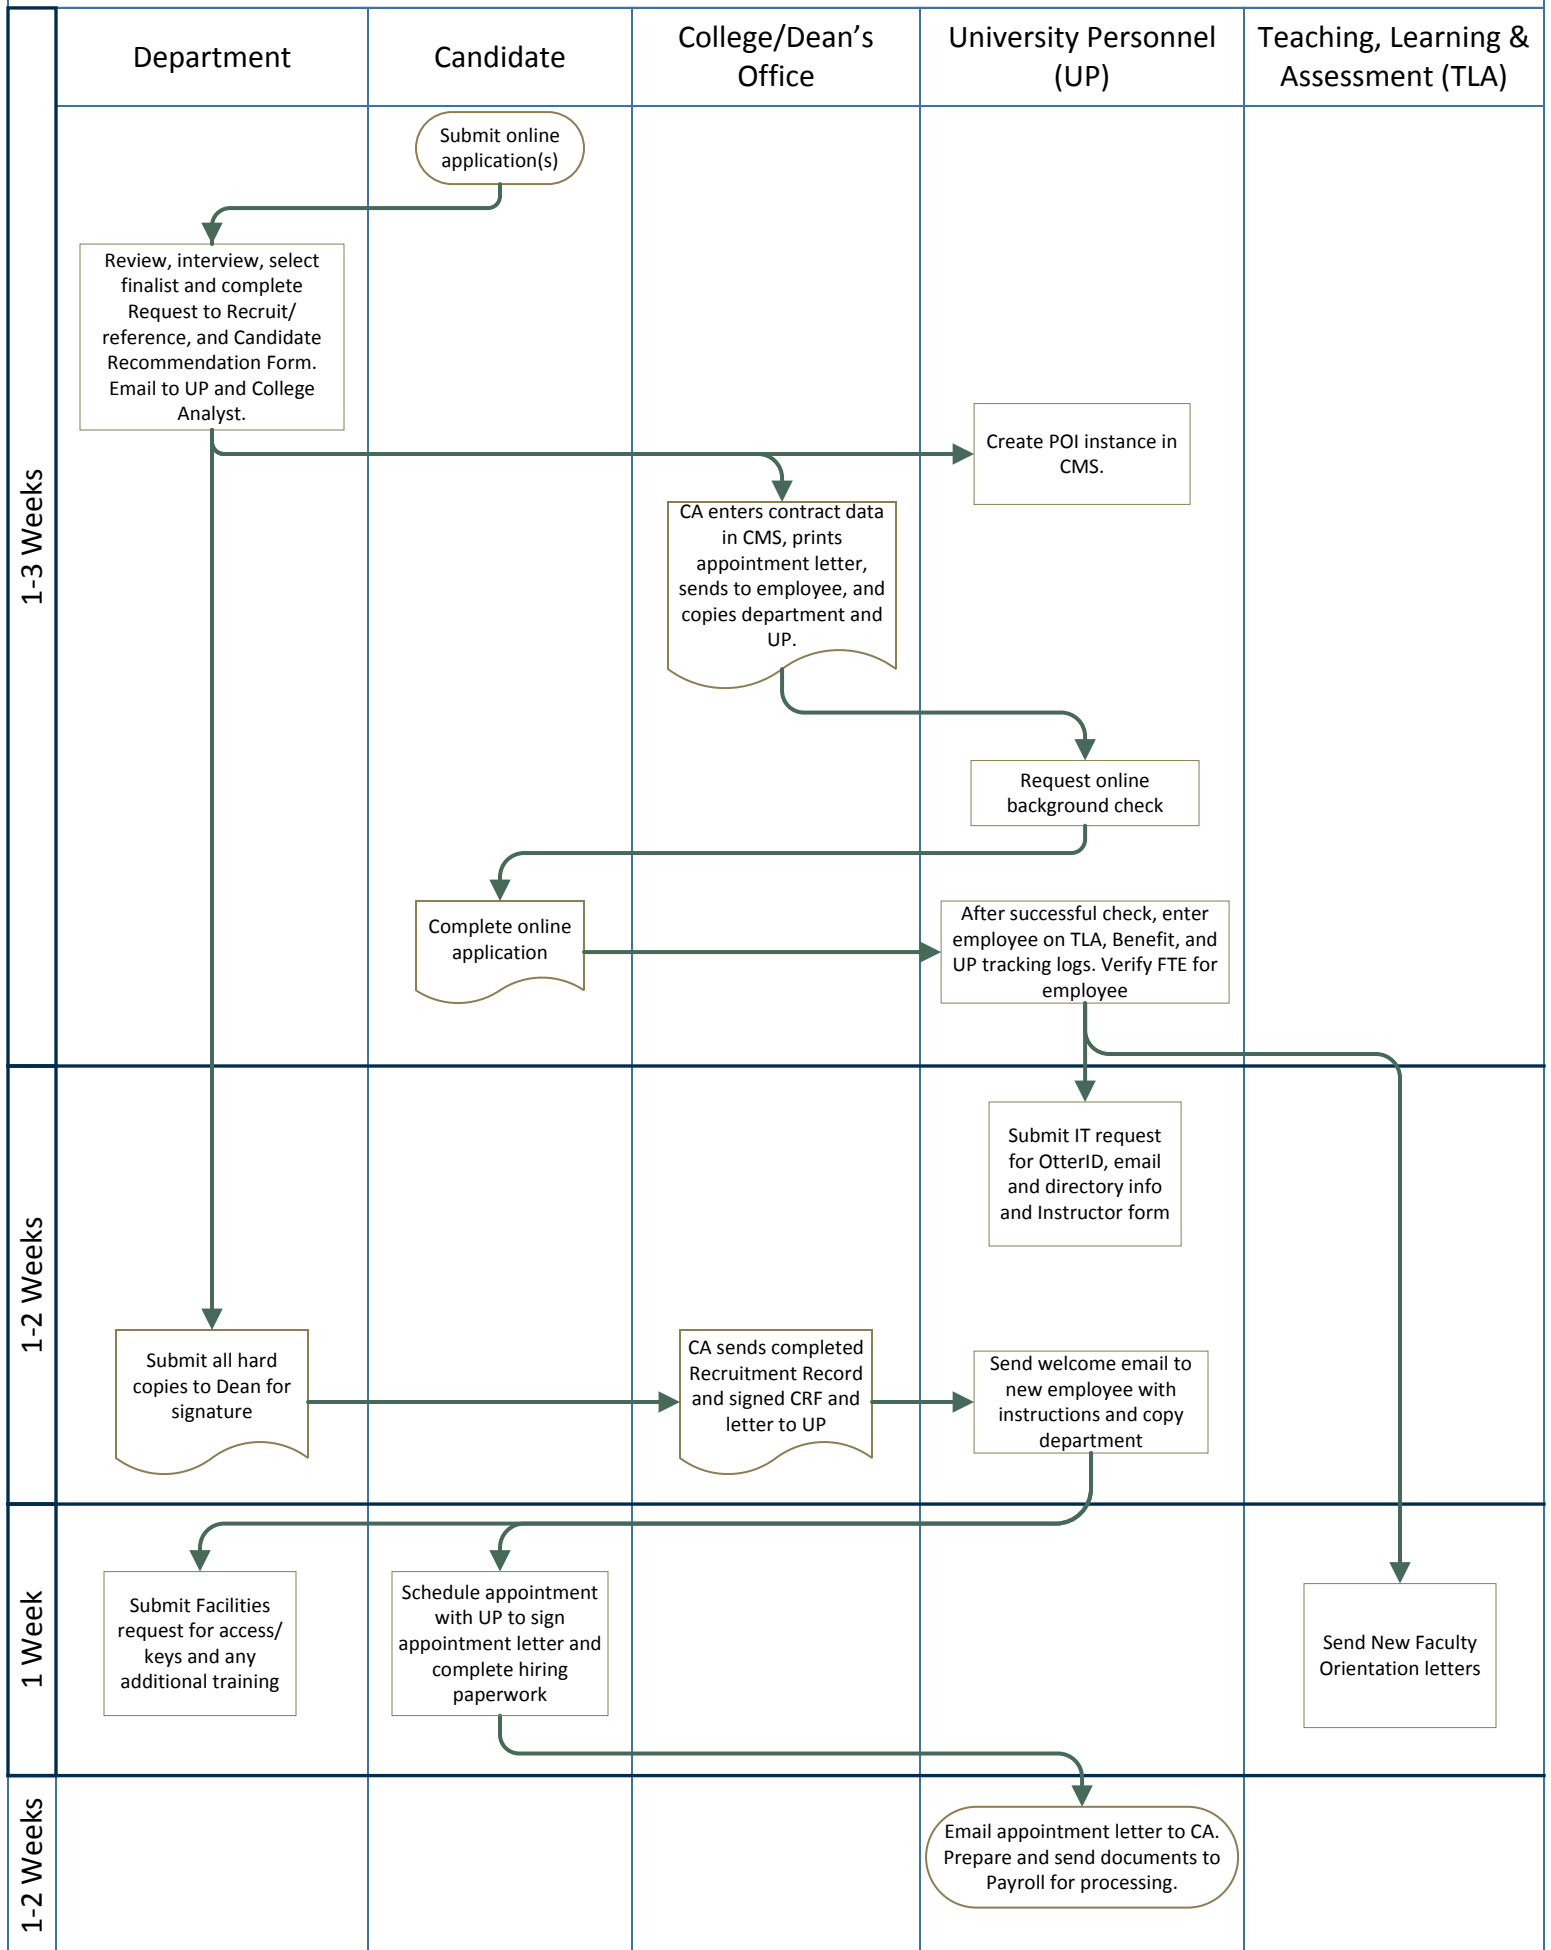 Department
Candidate
College/Dean's
Office
University Personnel
(UP)
Teaching, Learning &
Assessment (TLA)
1-3 Weeks
Submit online
application(s)
Review, interview, select
finalist and complete
Request to Recruit/
reference, and Candidate
Recommendation Form.
Email to UP and College
Analyst.
Create POI instance in
CMS.
CA enters contract data
in CMS, prints
appointment letter,
sends to employee, and
copies department and
UP.
Request online
background check
Complete online
application
After successful check, enter
employee on TLA, Benefit, and
UP tracking logs. Verify FTE for
employee
1-2 Weeks
Submit IT request
for OtterID, email
and directory info
and Instructor form
Submit all hard
copies to Dean for
signature
CA sends completed
Recruitment Record
and signed CRF and
letter to UP
Send welcome email to
new employee with
instructions and copy
department
1 Week
Submit Facilities
request for access/
keys and any
additional training
Schedule appointment
with UP to sign
appointment letter and
complete hiring
paperwork
Send New Faculty
Orientation letters
1-2 Weeks
Email appointment letter to CA.
Prepare and send documents to
Payroll for processing.